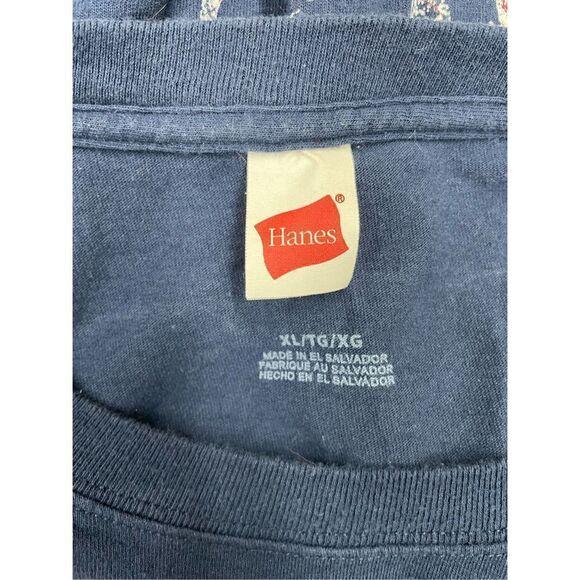 Hanes®
XL/TG/XG
MADE IN EL SALVADOR
FABRIQUE AU SALVADOR
HECHO EN EL SALVADOR